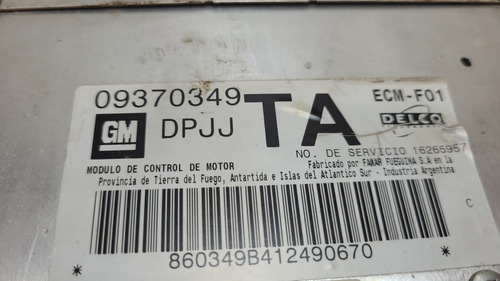 09370349 TA ECM-F01
GM DPJJ DELCO
NO. DE SERVICIO 16265957
MODULO DE CONTROL DE MOTOR Fabricado por FAMAR FUEGUINA S.A en la
Provincia de Tierra del Fuego, Antartida e Islas del Atlantico Sur - Industria Argentina
C
* 860349B412490670 *